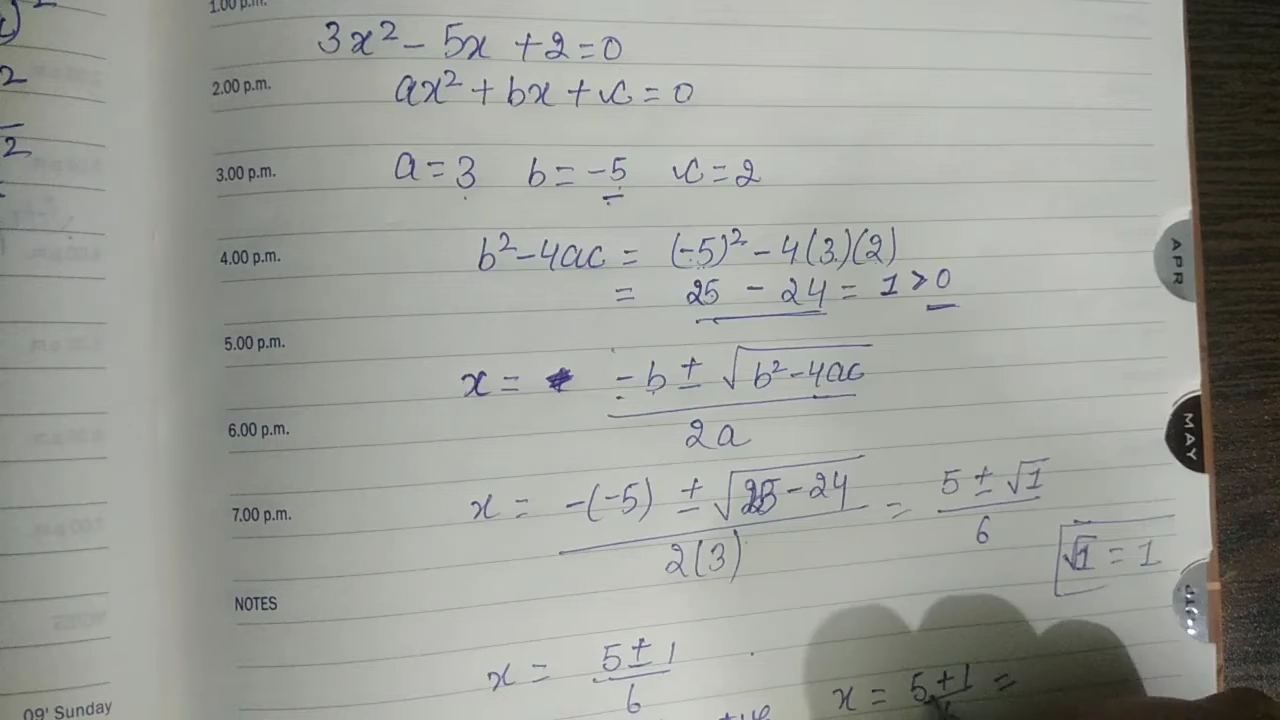 1.00 p.m.
3x² - 5x + 2 = 0
2.00 p.m.
ax² + bx + c = 0
3.00 p.m.
a = 3 b = -5 c = 2
4.00 p.m.
b² - 4ac = (-5)² - 4(3)(2)
= 25 - 24 = 1 > 0
5.00 p.m.
x = -b ± √(b² - 4ac) / 2a
6.00 p.m.
7.00 p.m.
x = -(-5) ± √(25 - 24) / 2(3) = 5 ± √1 / 6
√1 = 1
NOTES
x = 5 ± 1 / 6
x = 5 + 1 =
09' Sunday
APR
MAY
2
2